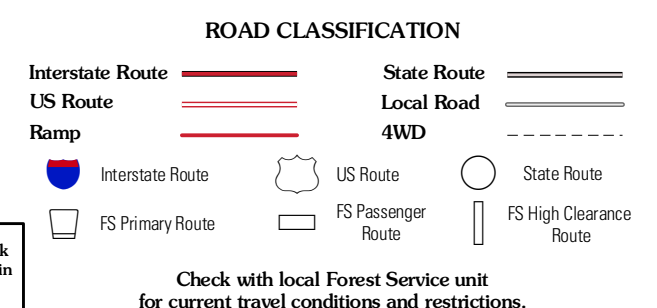 ROAD CLASSIFICATION
Interstate Route
State Route
US Route
Local Road
Ramp
4WD
Interstate Route
US Route
State Route
FS Primary Route
FS Passenger
Route
FS High Clearance
Route
k
in
Check with local Forest Service unit
for current travel conditions and restrictions.